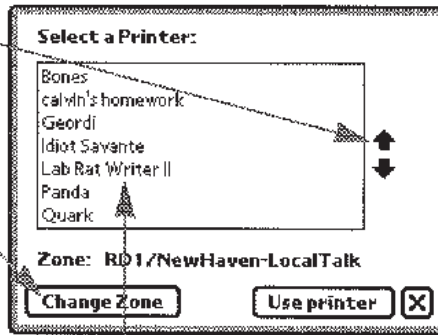 Select a Printer:
Bones
calvin's homework
Geordi
Idiot Savante
Lab Rat Writer II
Panda
Quark
Zone: RD1/NewHaven-LocalTalk
Change Zone
Use printer